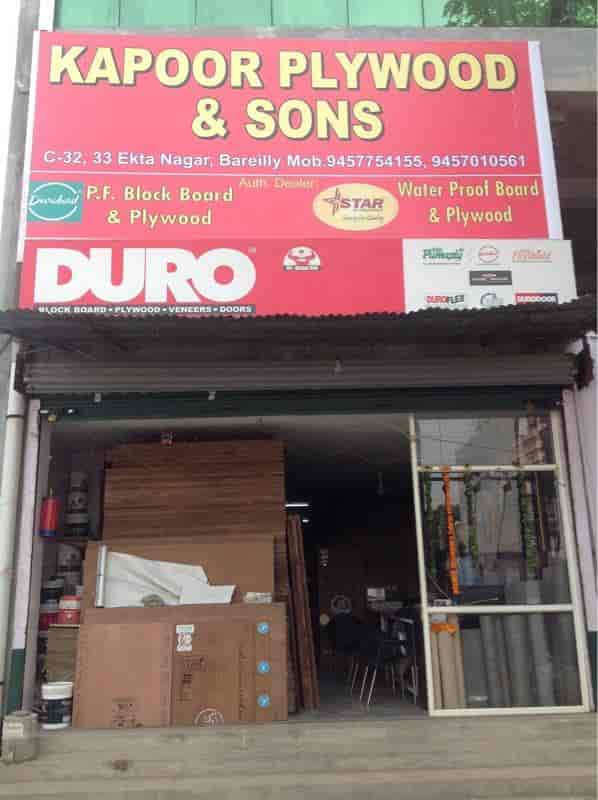 KAPOOR PLYWOOD
& SONS
C-32, 33 Ekta Nagar, Bareilly Mob.9457754155, 9457010561
Auth. Dealer:
Durobad
P.F. Block Board
& Plywood
STAR
Water Proof Board
& Plywood
DURO
BLOCK BOARD • PLYWOOD • VENEERS • DOORS
DUROFLEX
DURODOOR